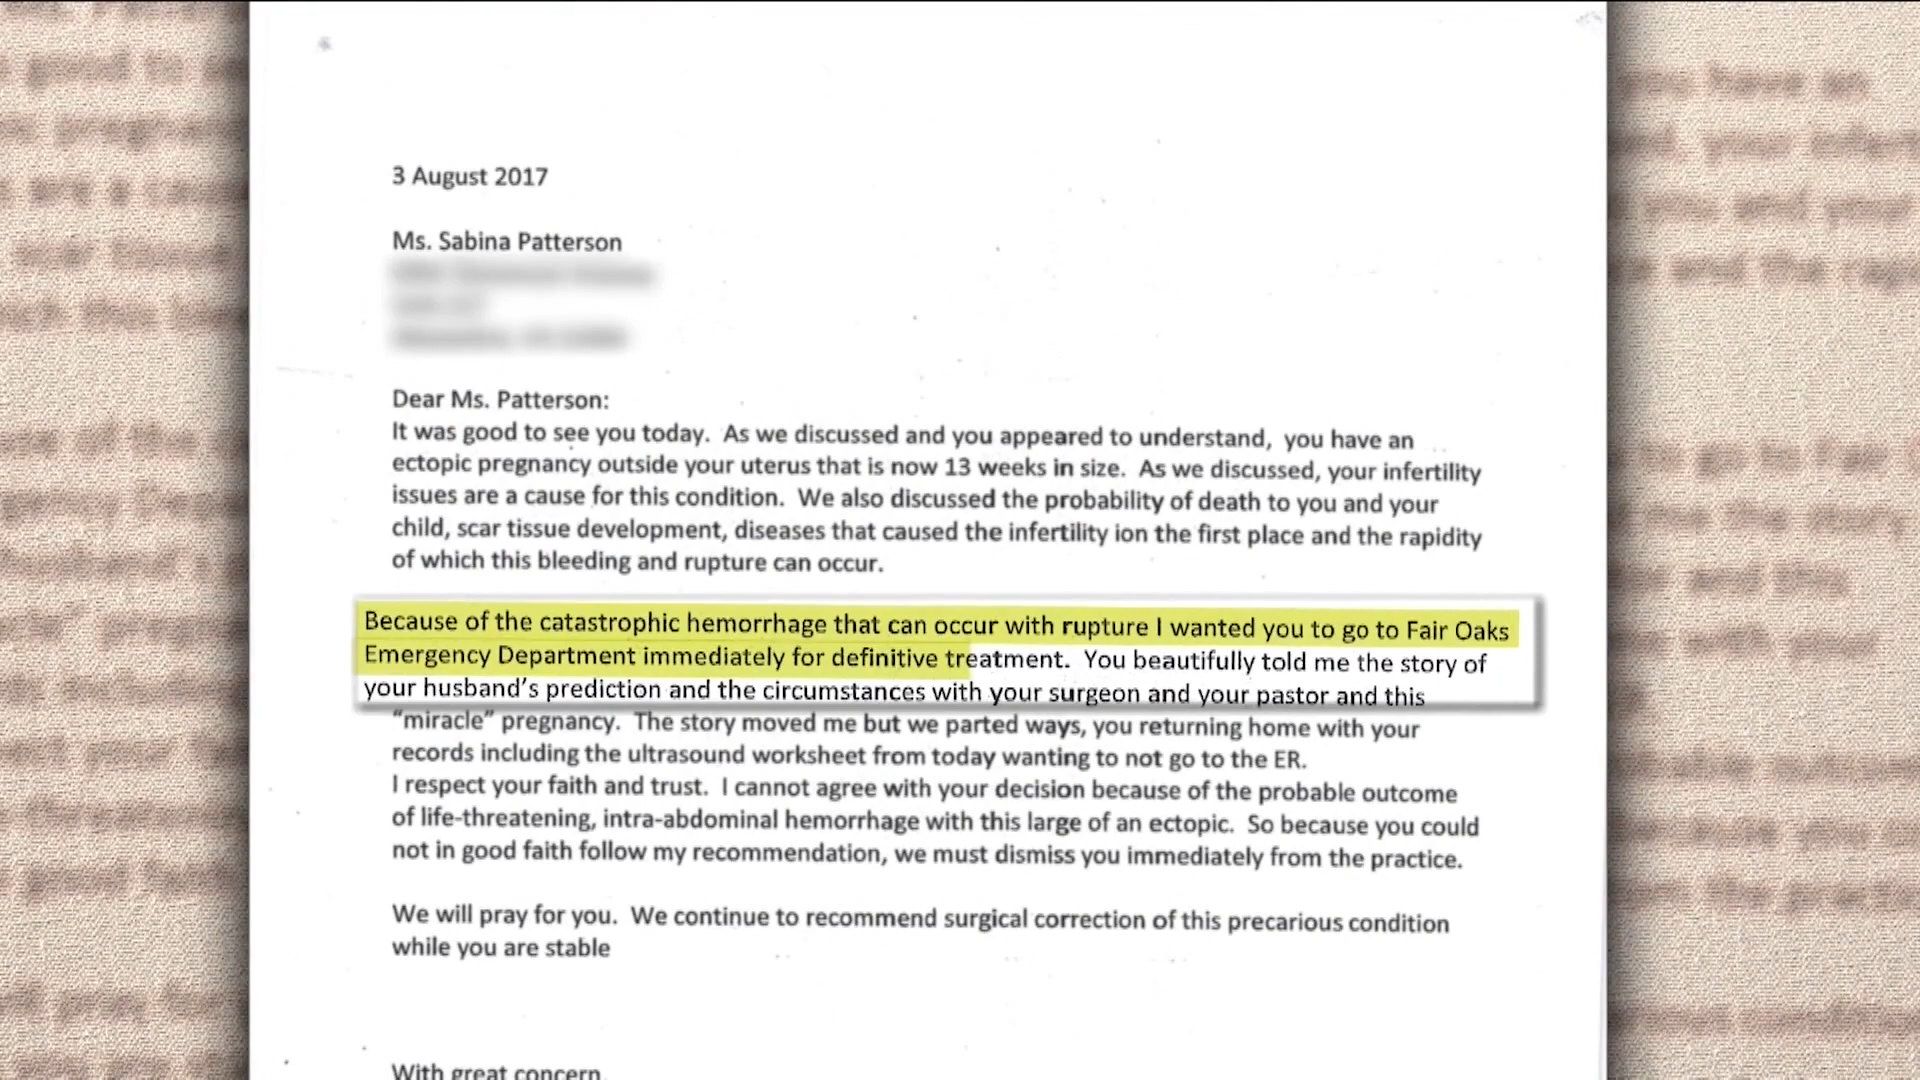 3 August 2017
Ms. Sabina Patterson
Dear Ms. Patterson:
It was good to see you today.  As we discussed and you appeared to understand,  you have an
ectopic pregnancy outside your uterus that is now 13 weeks in size.  As we discussed, your infertility
issues are a cause for this condition.  We also discussed the probability of death to you and your
child, scar tissue development, diseases that caused the infertility ion the first place and the rapidity
of which this bleeding and rupture can occur.
Because of the catastrophic hemorrhage that can occur with rupture I wanted you to go to Fair Oaks
Emergency Department immediately for definitive treatment.  You beautifully told me the story of
your husband’s prediction and the circumstances with your surgeon and your pastor and this
“miracle” pregnancy.  The story moved me but we parted ways, you returning home with your
records including the ultrasound worksheet from today wanting to not go to the ER.
I respect your faith and trust.  I cannot agree with your decision because of the probable outcome
of life-threatening, intra-abdominal hemorrhage with this large of an ectopic.  So because you could
not in good faith follow my recommendation, we must dismiss you immediately from the practice.
We will pray for you.  We continue to recommend surgical correction of this precarious condition
while you are stable
With great concern,